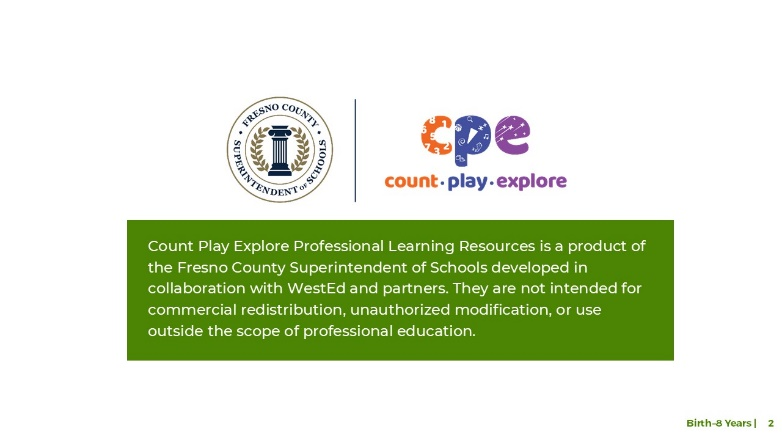 FRESNO COUNTY
SUPERINTENDENT OF SCHOOLS
cpe
count · play · explore
Count Play Explore Professional Learning Resources is a product of
the Fresno County Superintendent of Schools developed in
collaboration with WestEd and partners. They are not intended for
commercial redistribution, unauthorized modification, or use
outside the scope of professional education.
Birth–8 Years | 2